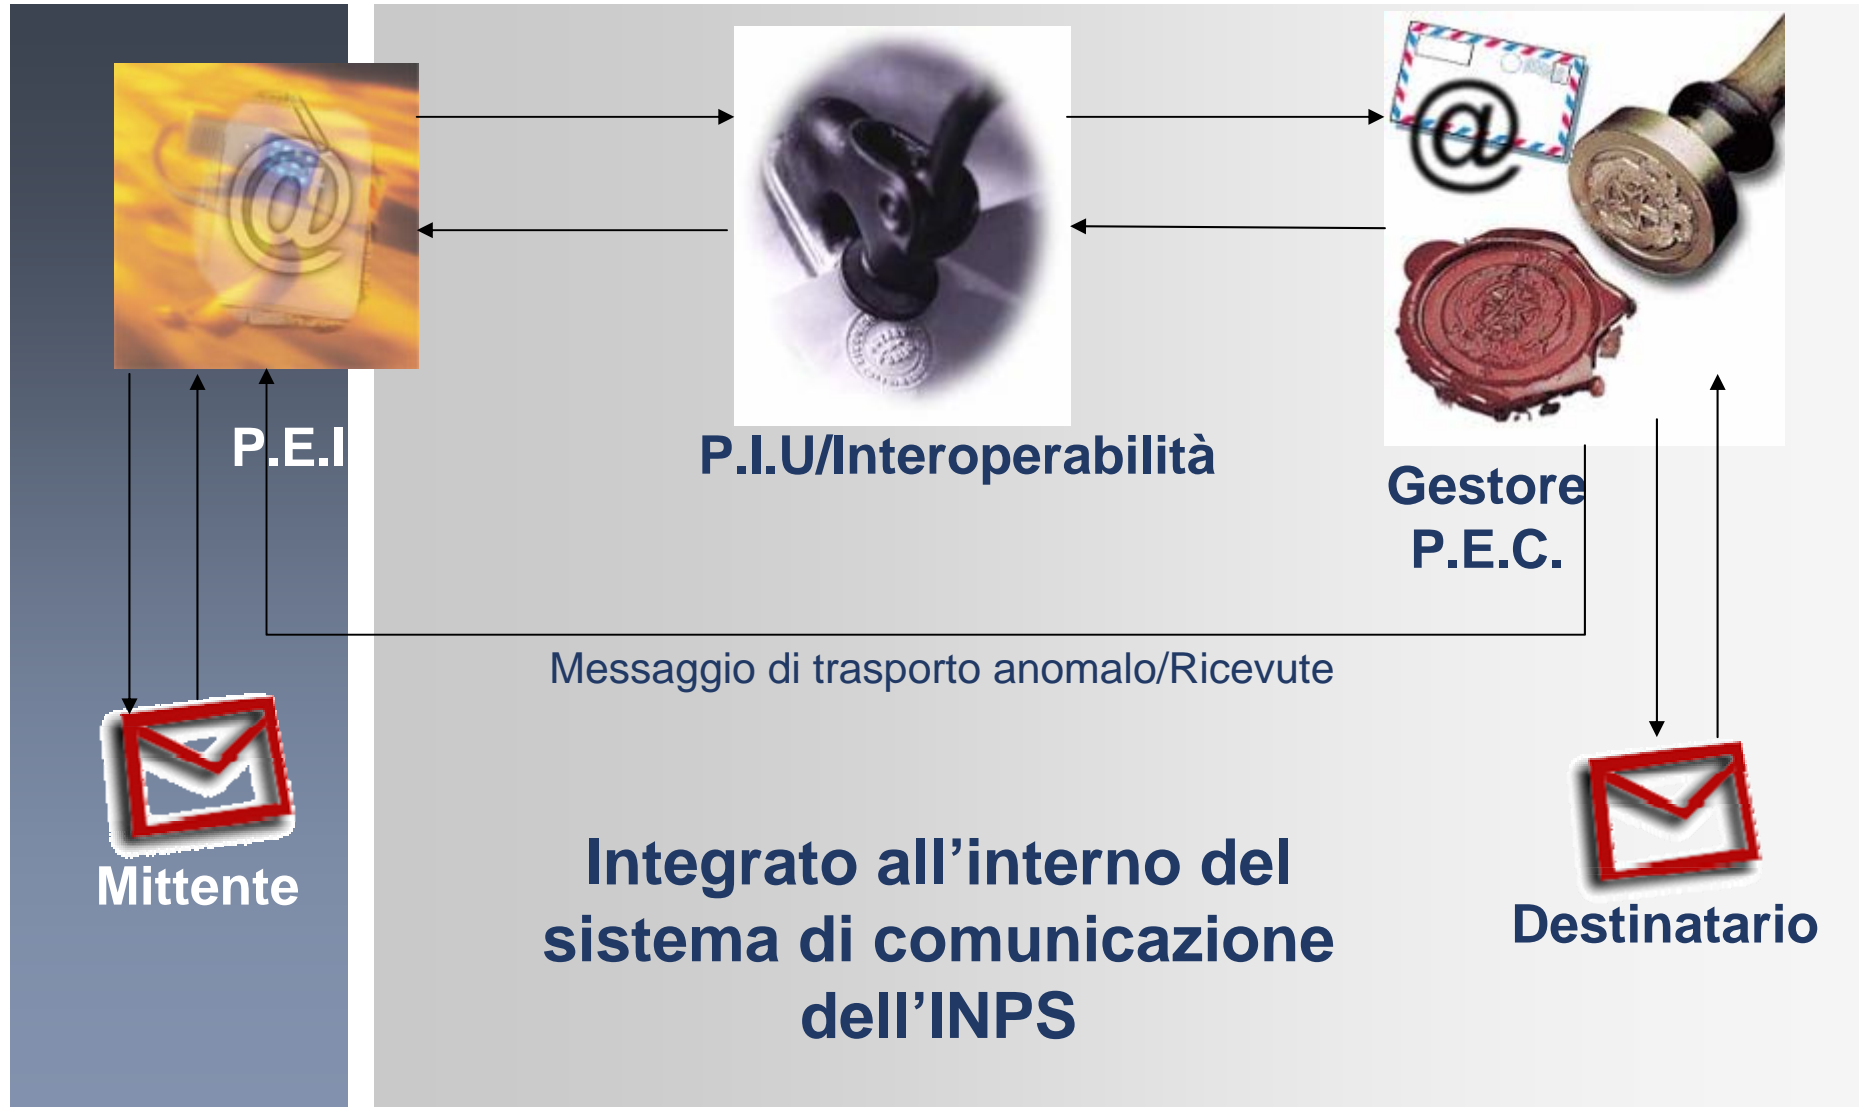 P.E.I
P.I.U/Interoperabilità
Gestore
P.E.C.
Messaggio di trasporto anomalo/Ricevute
Mittente
Integrato all’interno del
sistema di comunicazione
dell’INPS
Destinatario